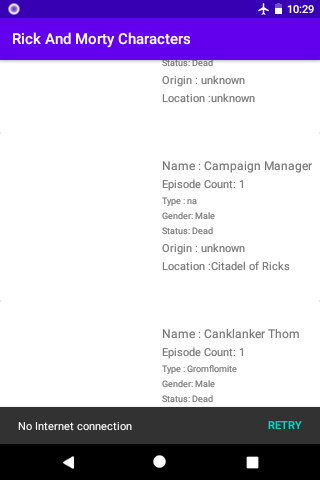 10:29
Rick And Morty Characters
Status: Dead
Origin : unknown
Location :unknown
Name : Campaign Manager
Episode Count: 1
Type : na
Gender: Male
Status: Dead
Origin : unknown
Location :Citadel of Ricks
Name : Canklanker Thom
Episode Count: 1
Type : Gromflomite
Gender: Male
Status: Dead
No Internet connection
RETRY